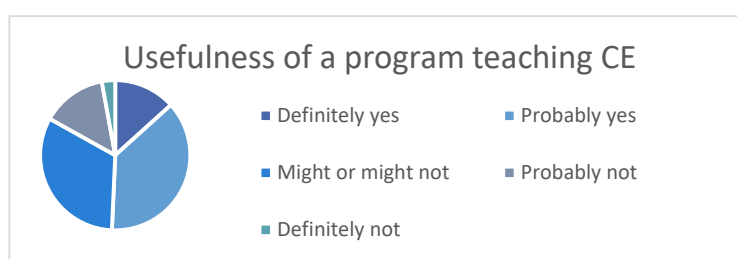 Usefulness of a program teaching CE
Definitely yes
Probably yes
Might or might not
Probably not
Definitely not